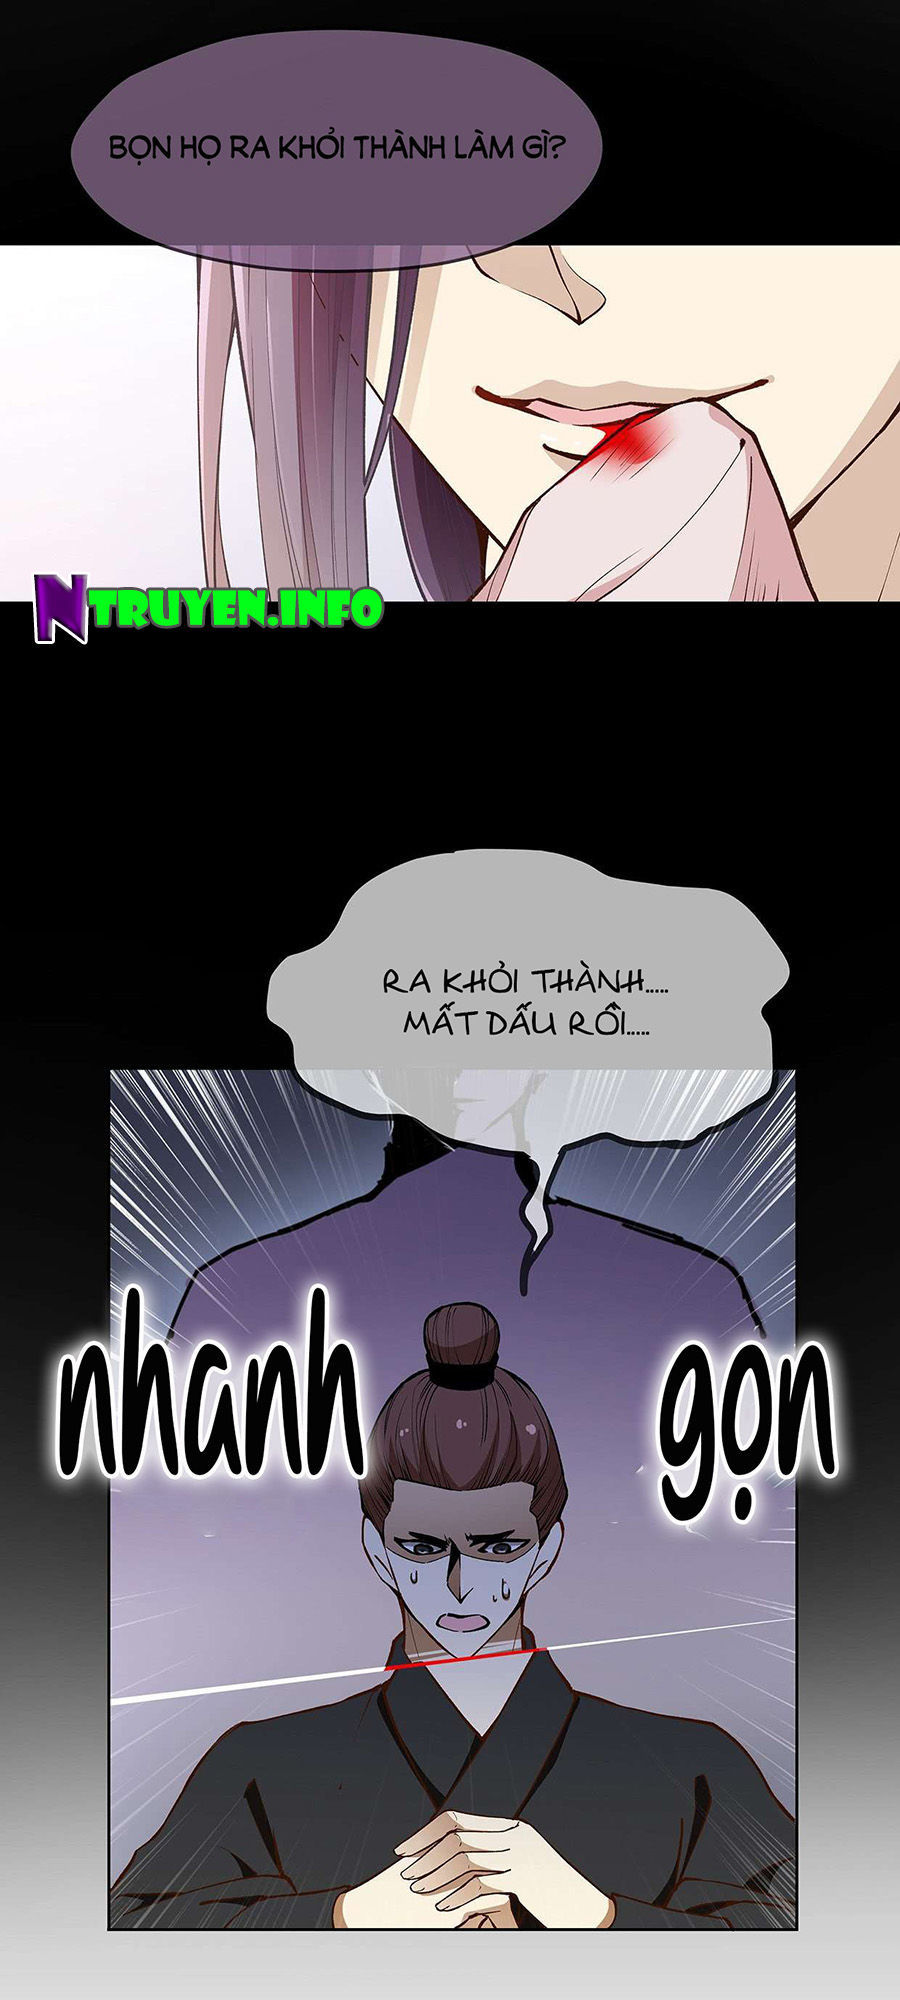 BỌN HỌ RA KHỎI THÀNH LÀM GÌ?
NTRUYEN.INFO
RA KHỎI THÀNH.....
MẤT DẤU RỒI.....
nhanh gọn